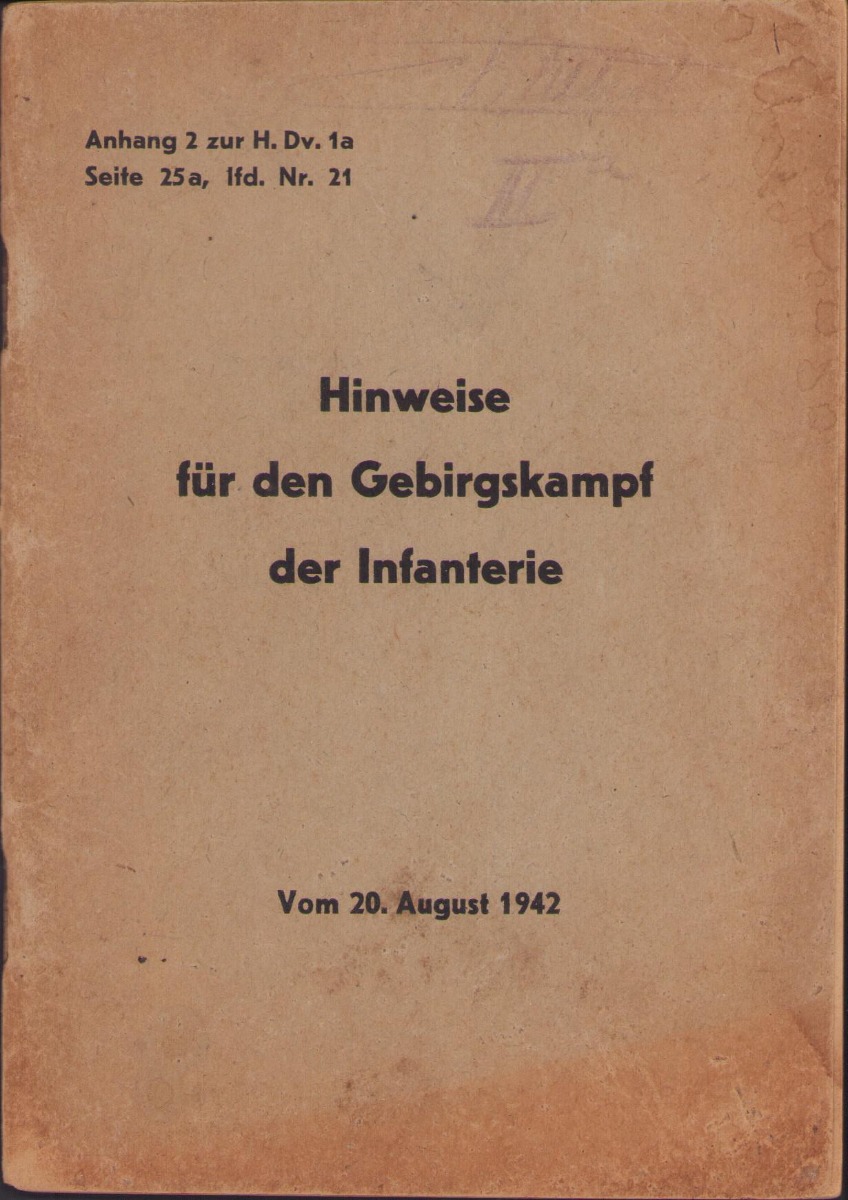 Anhang 2 zur H. Dv. 1a
Seite 25a, lfd. Nr. 21
Hinweise
für den Gebirgskampf
der Infanterie
Vom 20. August 1942